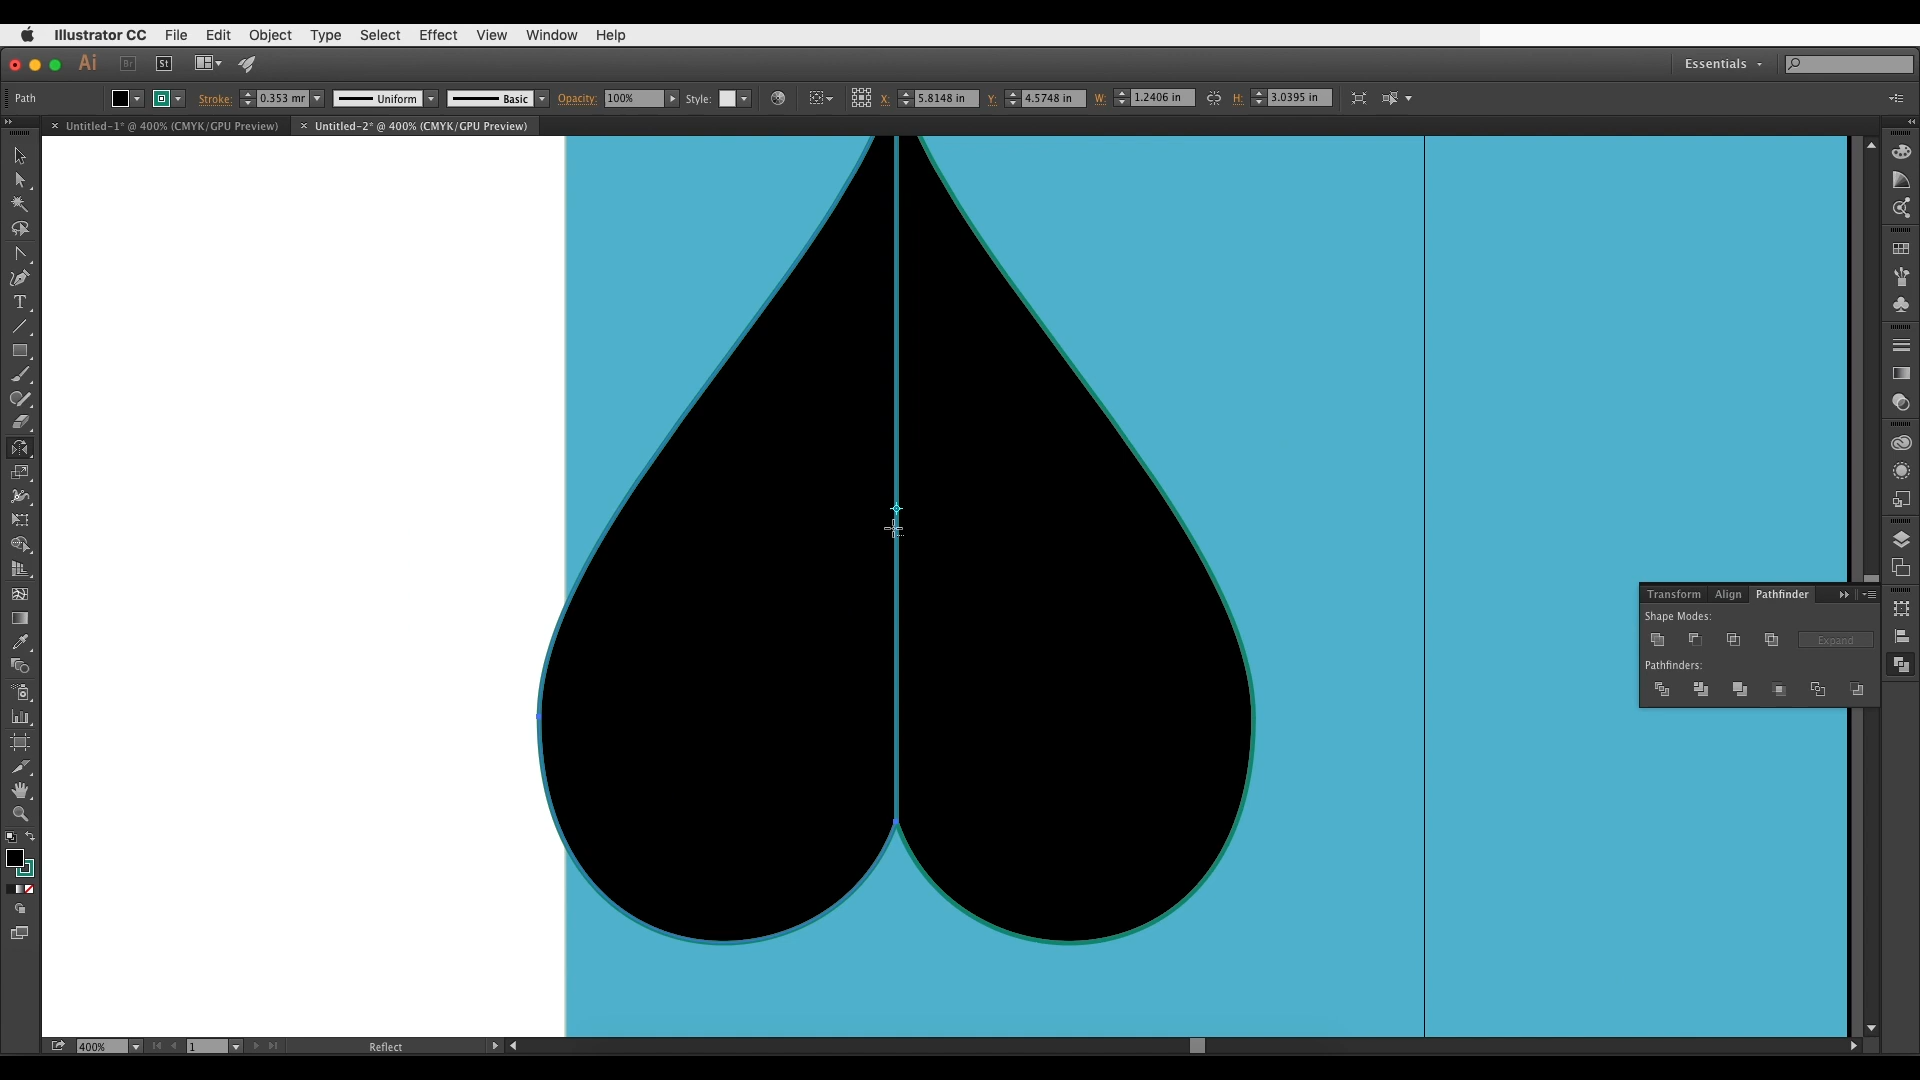 Illustrator CC File Edit Object Type Select Effect View Window Help
Ai Br St Essentials
Path Stroke: 0.353 mr Uniform Basic Opacity: 100% Style: X: 5.8148 in Y: 4.5748 in W: 1.2406 in H: 3.0395 in
× Untitled-1* @ 400% (CMYK/GPU Preview) × Untitled-2* @ 400% (CMYK/GPU Preview)
Transform Align Pathfinder
Shape Modes:
Expand
Pathfinders:
400% 1 Reflect